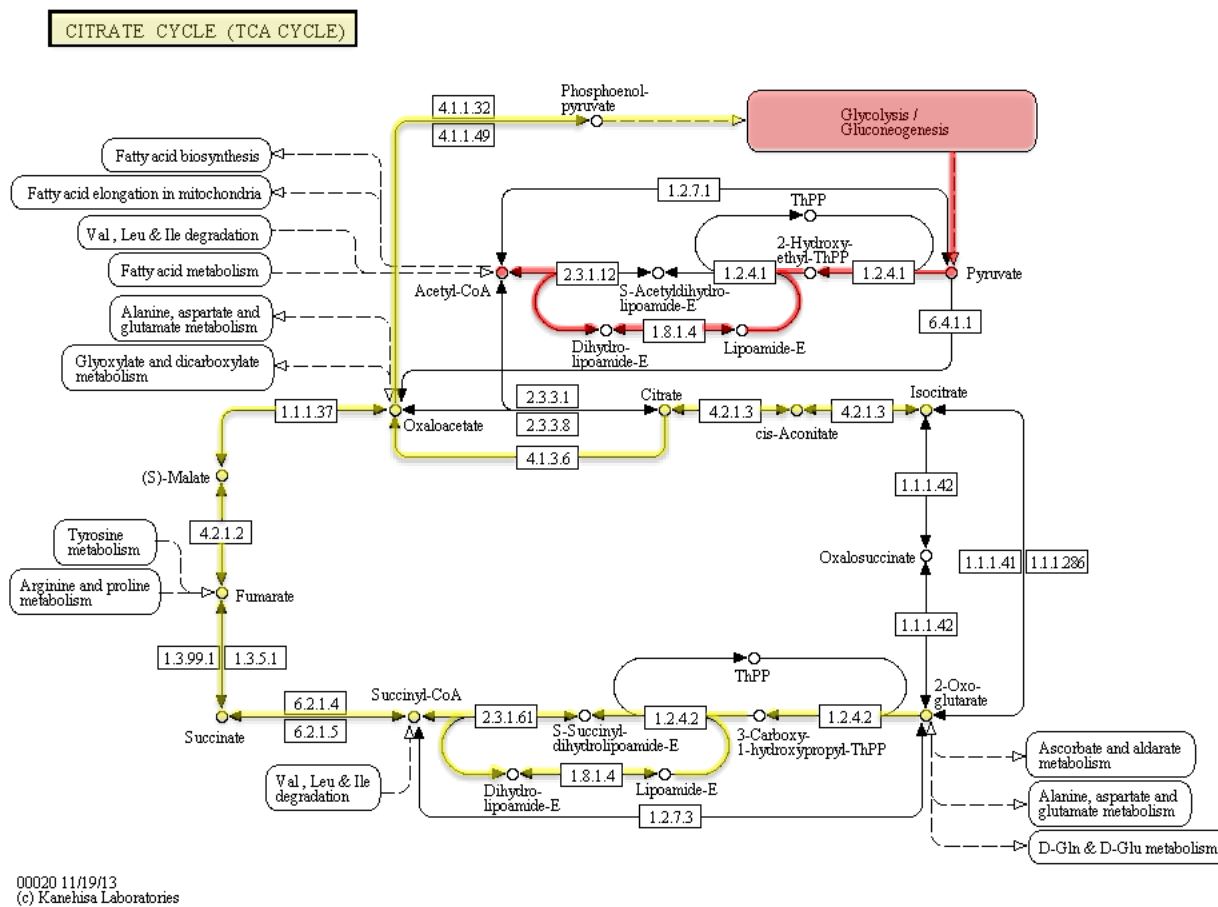 CITRATE CYCLE (TCA CYCLE)
Phosphoenol-
pyruvate
4.1.1.32
4.1.1.49
Glycolysis /
Gluconeogenesis
Fatty acid biosynthesis
Fatty acid elongation in mitochondria
Val, Leu & Ile degradation
Fatty acid metabolism
Alanine, aspartate and
glutamate metabolism
Glyoxylate and dicarboxylate
metabolism
1.2.7.1
ThPP
2-Hydroxy-
ethyl-ThPP
Acetyl-CoA
2.3.1.12
S-Acetyldihydro-
lipoamide-E
1.2.4.1
1.2.4.1
Pyruvate
1.8.1.4
Dihydro-
lipoamide-E
Lipoamide-E
6.4.1.1
1.1.1.37
Oxaloacetate
2.3.3.1
2.3.3.8
4.1.3.6
Citrate
4.2.1.3
cis-Aconitate
4.2.1.3
Isocitrate
(S)-Malate
4.2.1.2
1.1.1.42
Oxalosuccinate
1.1.1.41
1.1.1.286
Tyrosine
metabolism
Arginine and proline
metabolism
Fumarate
1.1.1.42
1.3.99.1
1.3.5.1
ThPP
2-Oxo-
glutarate
Succinate
6.2.1.4
6.2.1.5
Succinyl-CoA
2.3.1.61
S-Succinyl-
dihydrolipoamide-E
1.2.4.2
3-Carboxy-
1-hydroxypropyl-ThPP
1.2.4.2
Val, Leu & Ile
degradation
Dihydro-
lipoamide-E
1.8.1.4
Lipoamide-E
1.2.7.3
Ascorbate and aldarate
metabolism
Alanine, aspartate and
glutamate metabolism
D-Gln & D-Glu metabolism
00020 11/19/13
(c) Kanehisa Laboratories